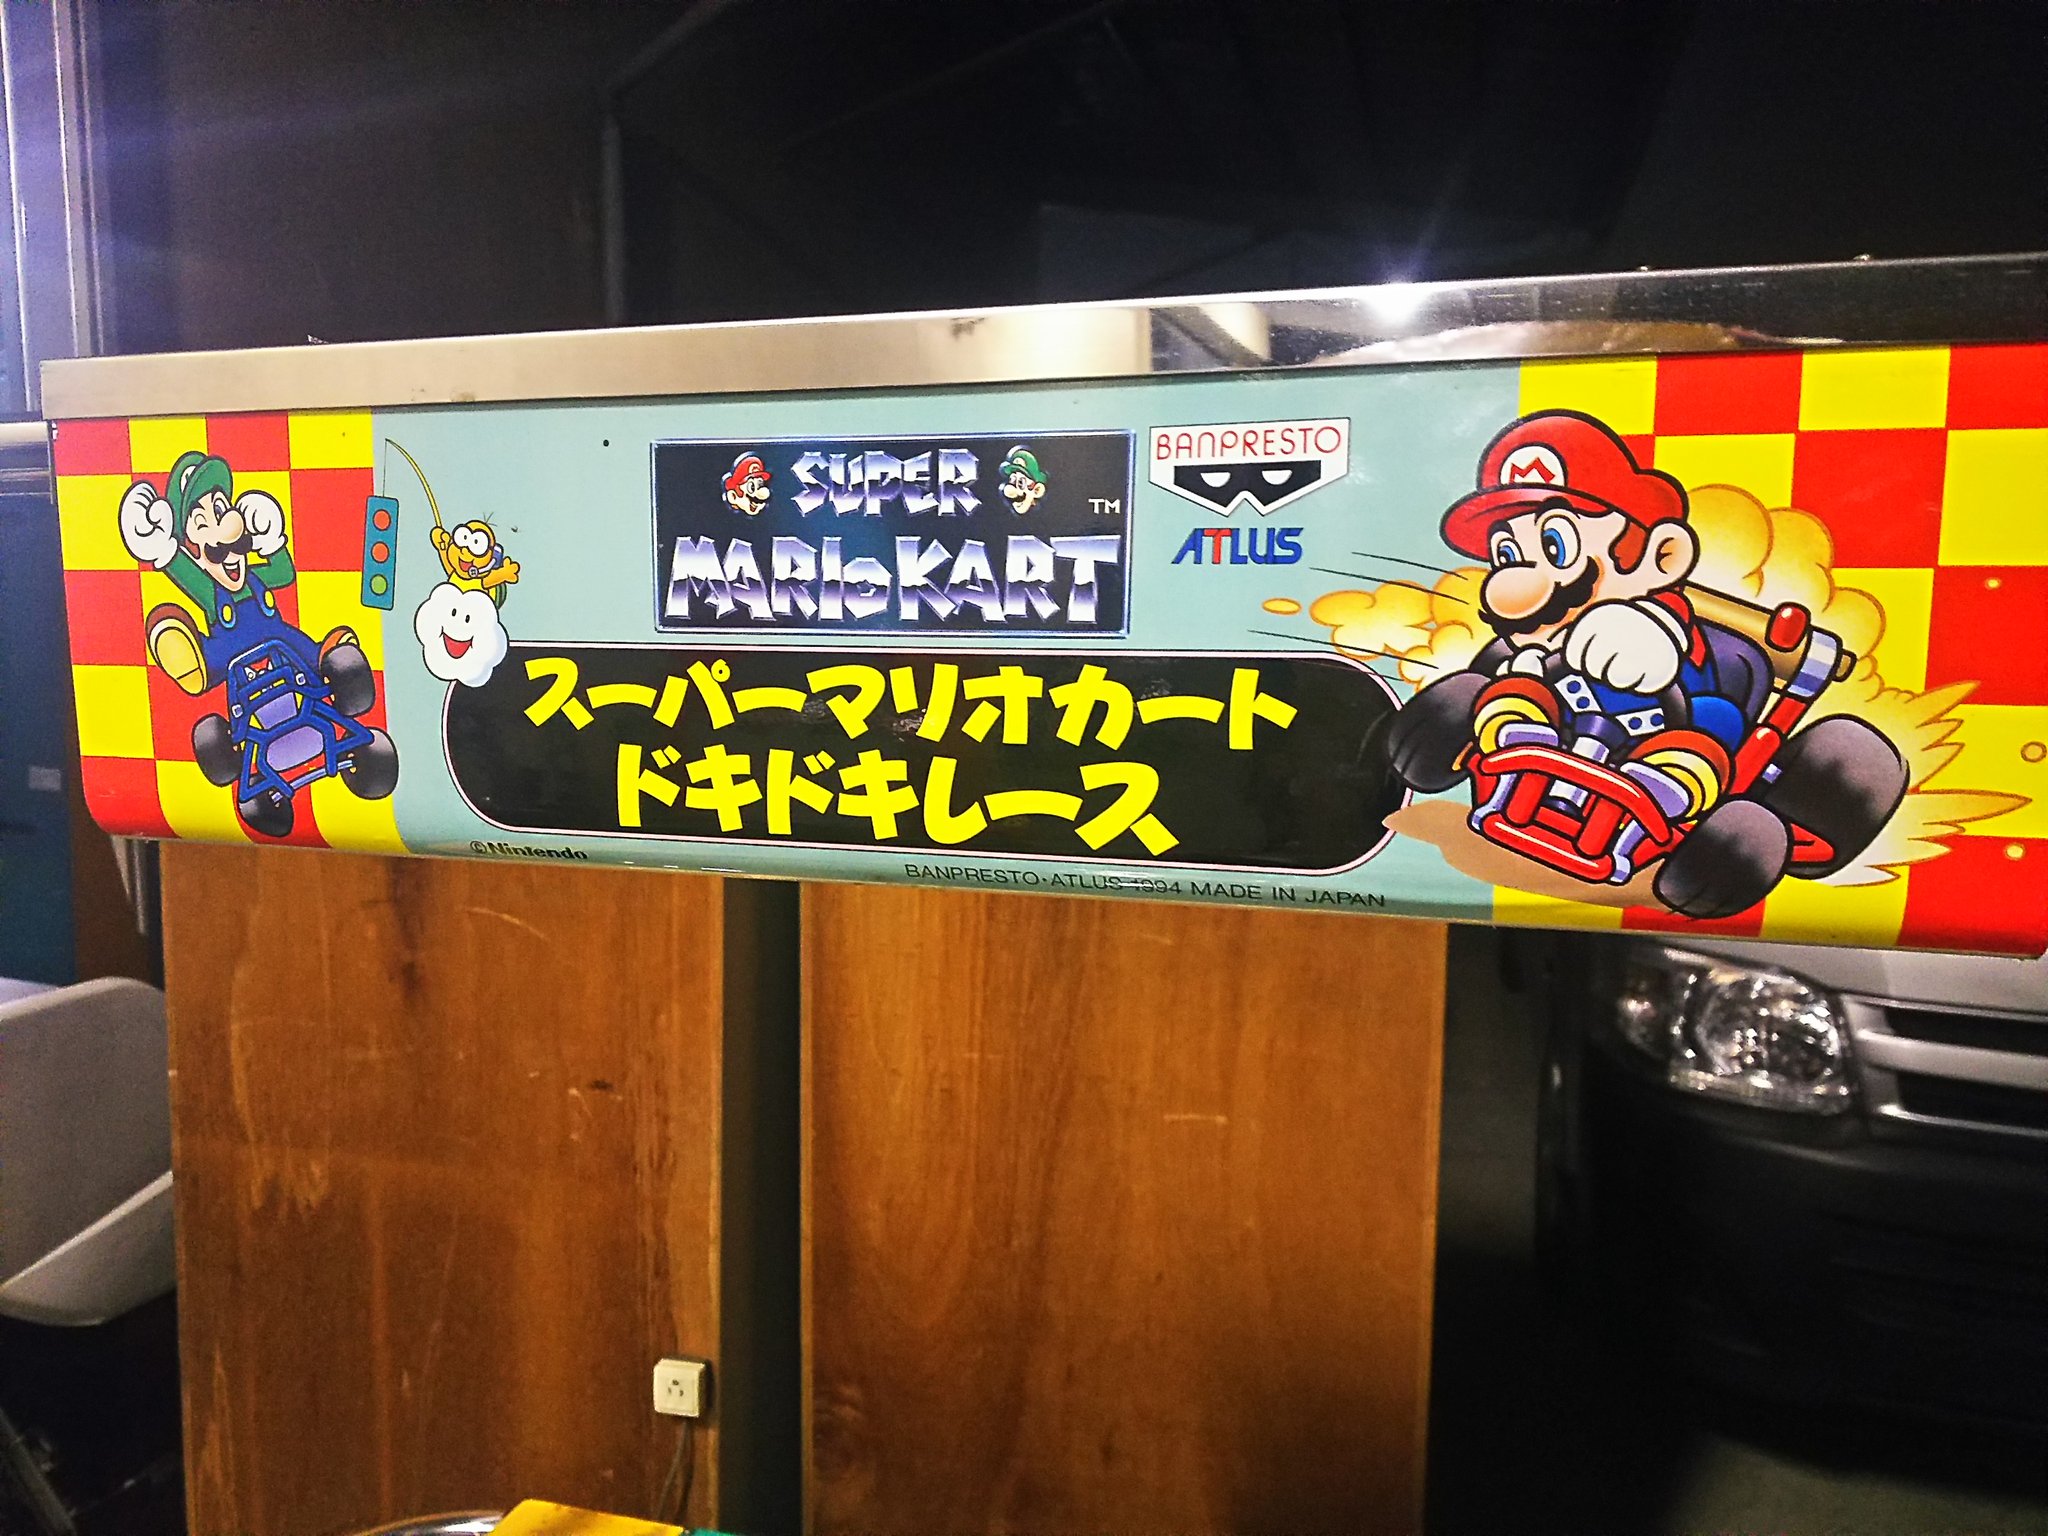 SUPER
MARIO KART
TM
BANPRESTO
ATLUS
M
スーパーマリオカート
ドキドキレース
©Nintendo
BANPRESTO・ATLUS 1994 MADE IN JAPAN